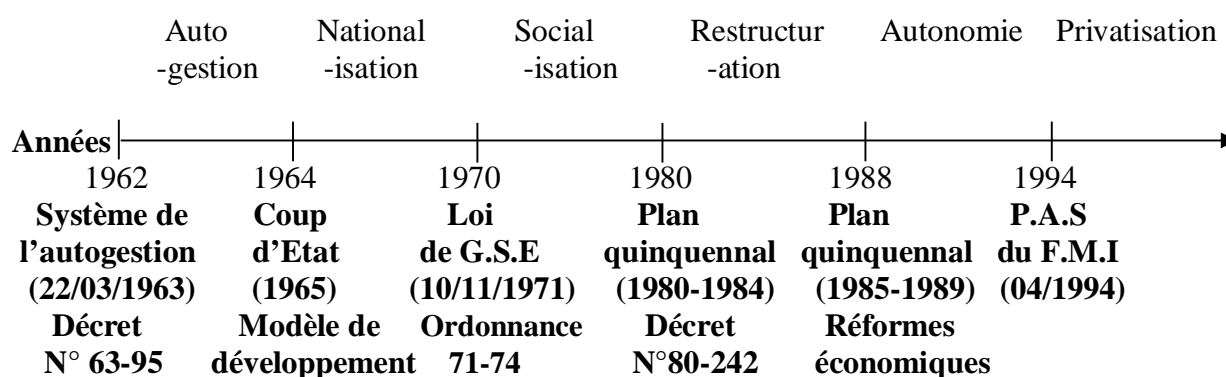 Auto National Social Restructur Autonomie Privatisation
-gestion -isation -isation -ation
Années
1962 1964 1970 1980 1988 1994
Système de Coup Loi Plan Plan P.A.S
l’autogestion d’Etat de G.S.E quinquennal quinquennal du F.M.I
(22/03/1963) (1965) (10/11/1971) (1980-1984) (1985-1989) (04/1994)
Décret Modèle de Ordonnance Décret Réformes
N° 63-95 développement 71-74 N°80-242 économiques